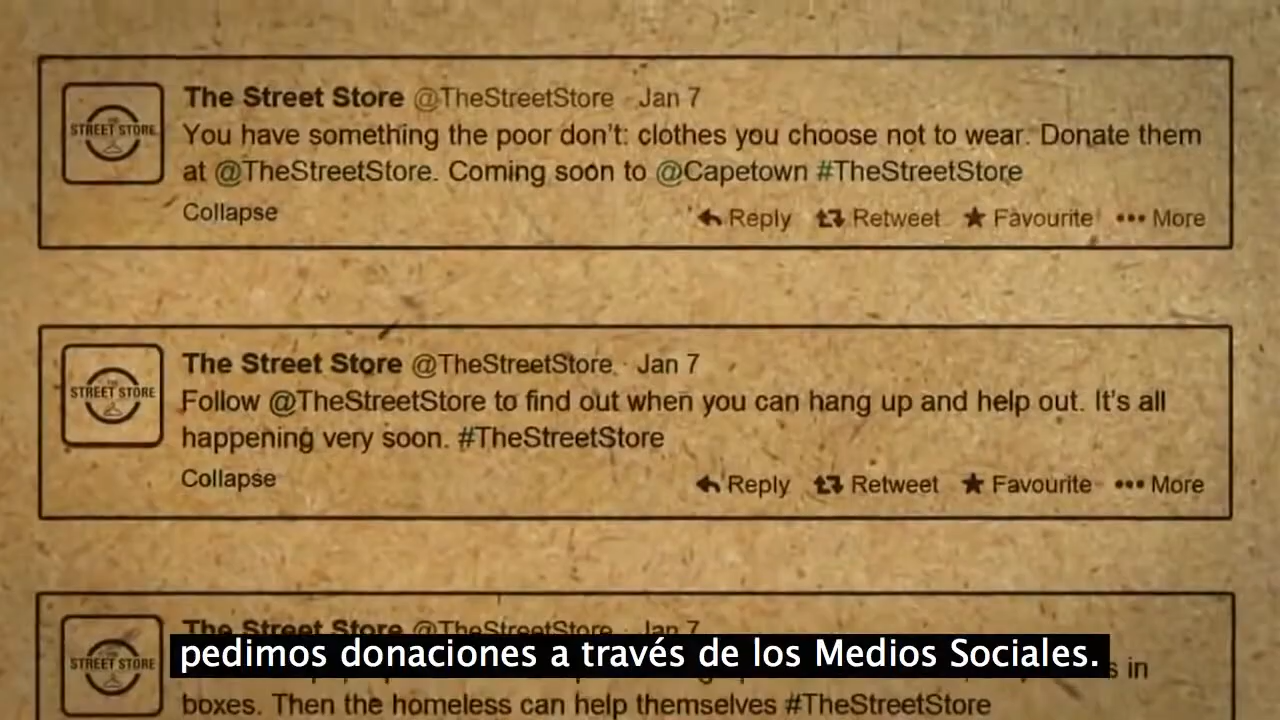 The Street Store @TheStreetStore · Jan 7
STREET STORE
You have something the poor don't: clothes you choose not to wear. Donate them
at @TheStreetStore. Coming soon to @Capetown #TheStreetStore
Collapse
Reply Retweet Favourite More
The Street Store @TheStreetStore · Jan 7
STREET STORE
Follow @TheStreetStore to find out when you can hang up and help out. It's all
happening very soon. #TheStreetStore
Collapse
Reply Retweet Favourite More
The Street Store @TheStreetStore · Jan 7
STREET STORE
pedimos donaciones a través de los Medios Sociales.
in
boxes. Then the homeless can help themselves #TheStreetStore